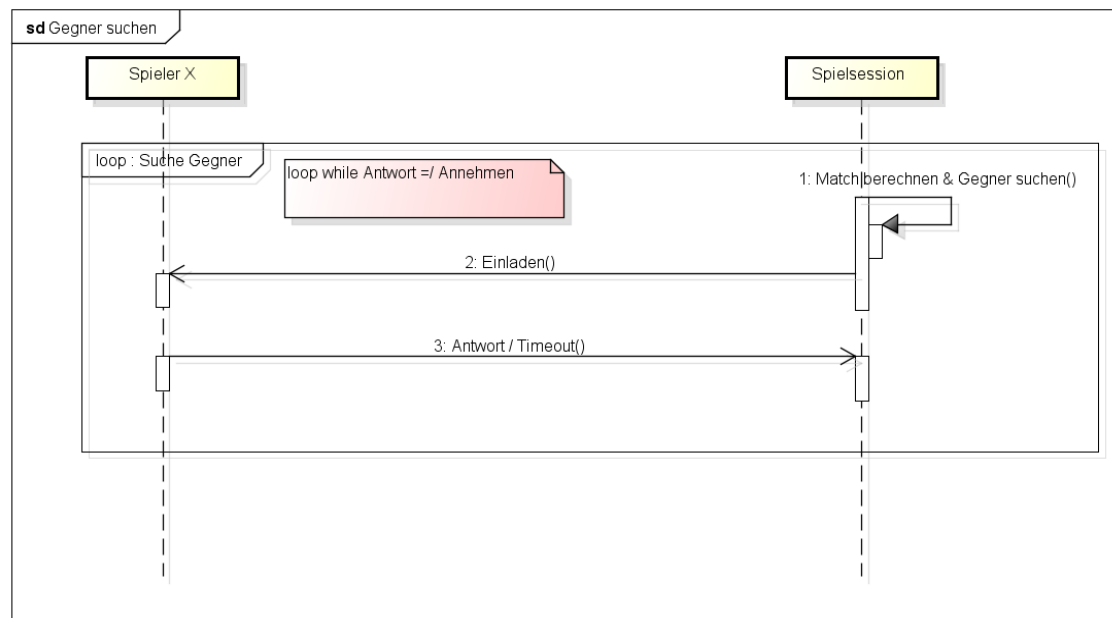 sd Gegner suchen
Spieler X
Spielsession
loop : Suche Gegner
loop while Antwort =/ Annehmen
1: Match berechnen & Gegner suchen()
2: Einladen()
3: Antwort / Timeout()